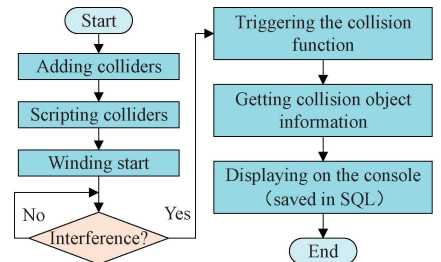 Start
Adding colliders
Scripting colliders
Winding start
No
Yes
Interference?
Triggering the collision
function
Getting collision object
information
Displaying on the console
（saved in SQL）
End